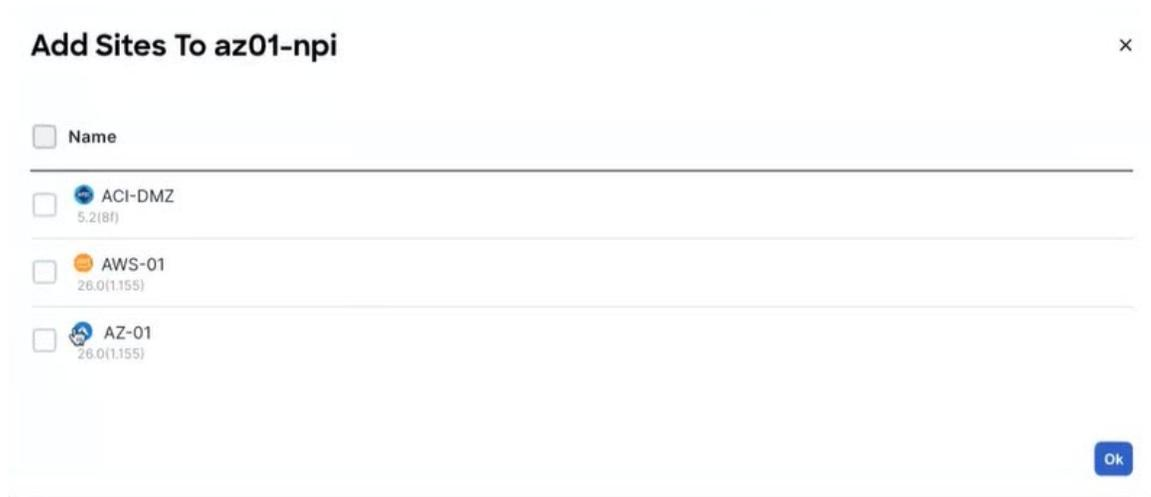 Add Sites To az01-npi
Name
ACI-DMZ
5.2(8f)
AWS-01
26.0(1.155)
AZ-01
26.0(1.155)
Ok